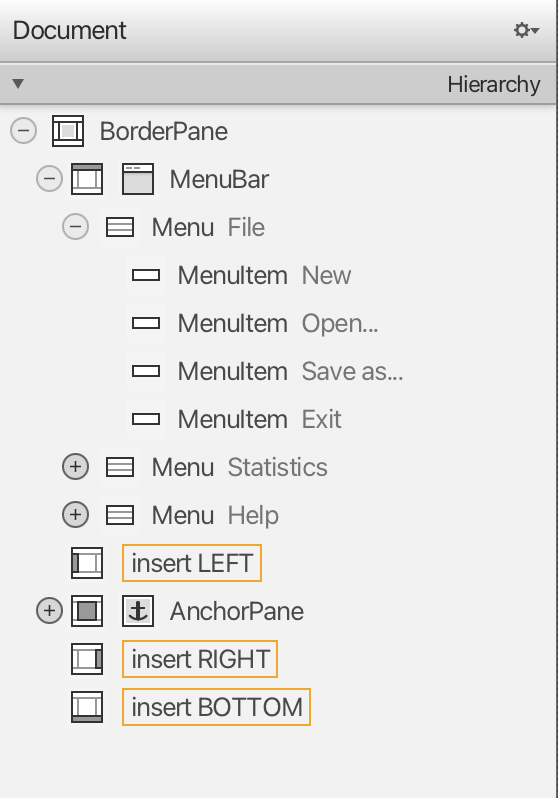 Document
Hierarchy
BorderPane
MenuBar
Menu File
MenuItem New
MenuItem Open...
MenuItem Save as...
MenuItem Exit
Menu Statistics
Menu Help
insert LEFT
AnchorPane
insert RIGHT
insert BOTTOM